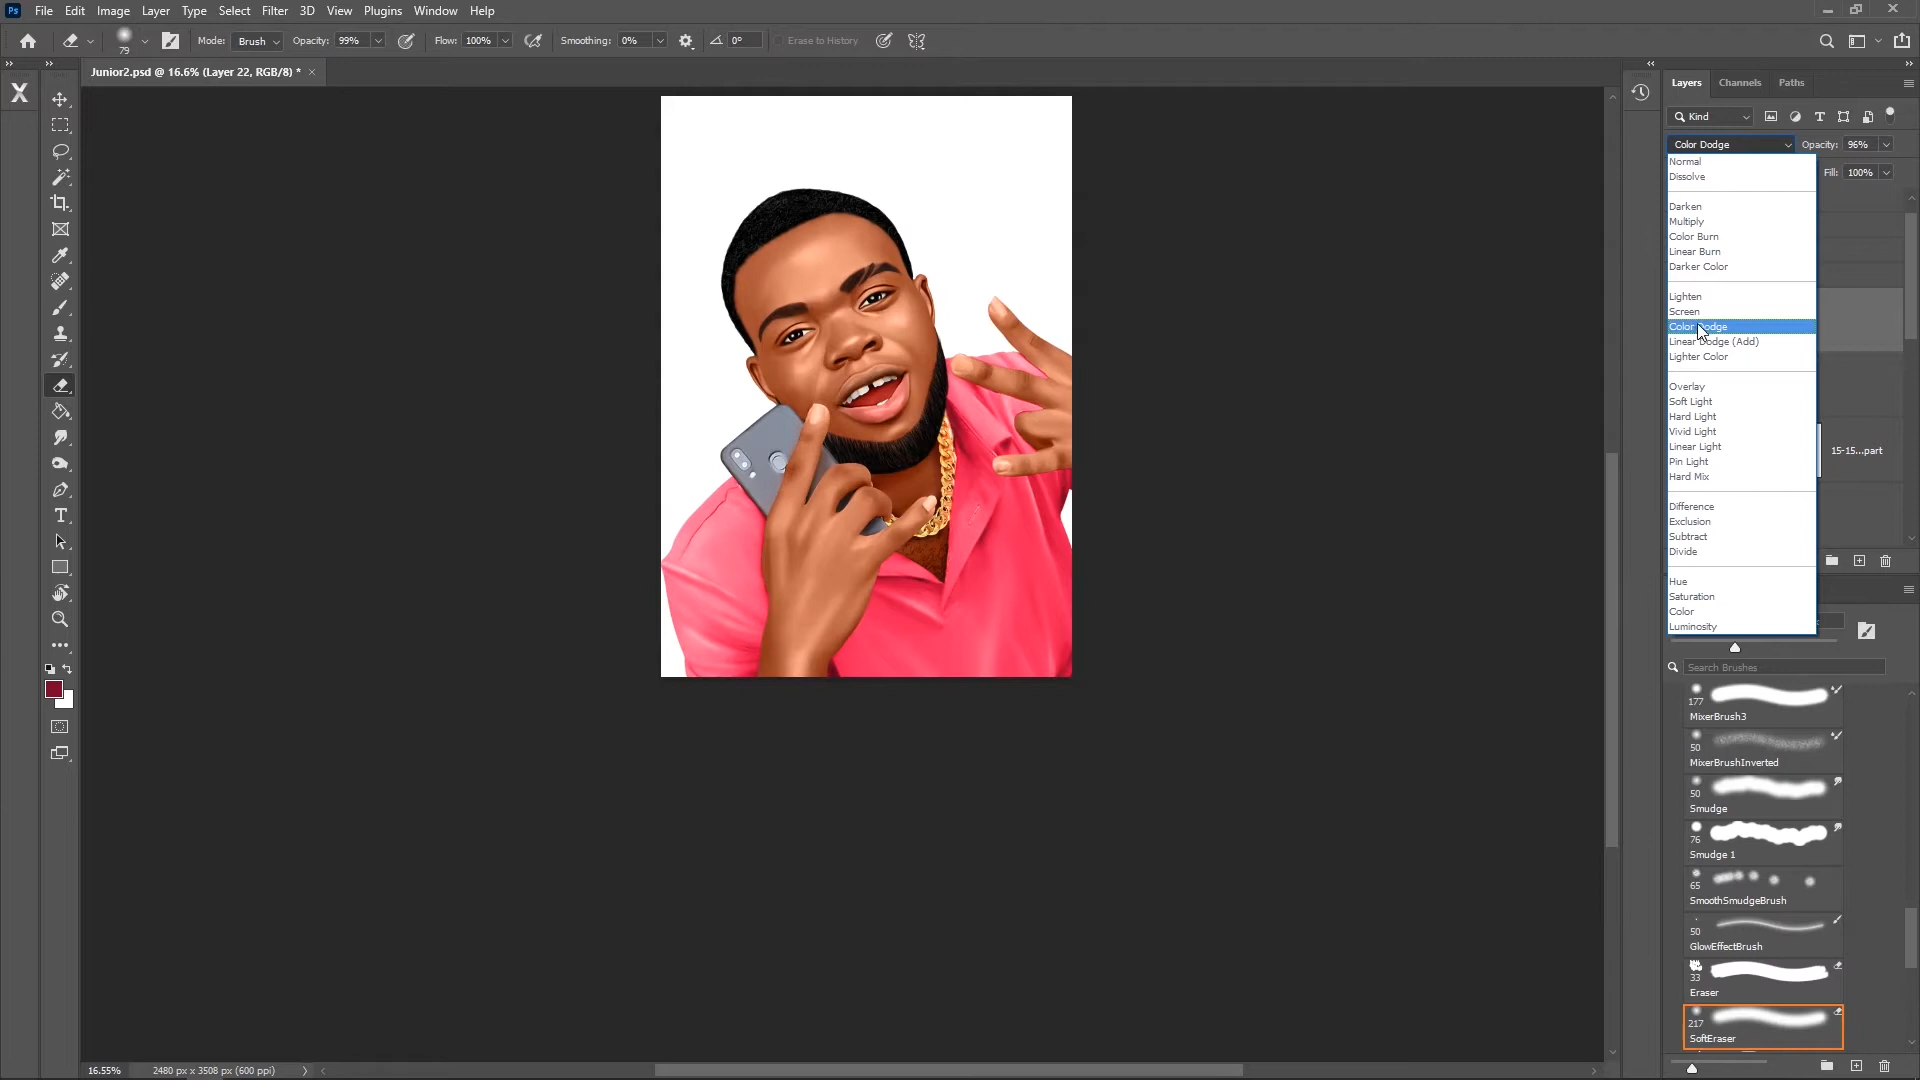 Ps File Edit Image Layer Type Select Filter 3D View Plugins Window Help
79 Mode: Brush Opacity: 99% Flow: 100% Smoothing: 0% 0° Erase to History
Junior2.psd @ 16.6% (Layer 22, RGB/8) *
Layers Channels Paths
Kind
Color Dodge Opacity: 96%
Fill: 100%
Normal
Dissolve
Darken
Multiply
Color Burn
Linear Burn
Darker Color
Lighten
Screen
Color Dodge
Linear Dodge (Add)
Lighter Color
Overlay
Soft Light
Hard Light
Vivid Light
Linear Light
Pin Light
Hard Mix
Difference
Exclusion
Subtract
Divide
Hue
Saturation
Color
Luminosity
15-15...part
Search Brushes
177
MixerBrush3
50
MixerBrushInverted
50
Smudge
76
Smudge 1
65
SmoothSmudgeBrush
50
GlowEffectBrush
33
Eraser
217
SoftEraser
16.55% 2480 px x 3508 px (600 ppi)